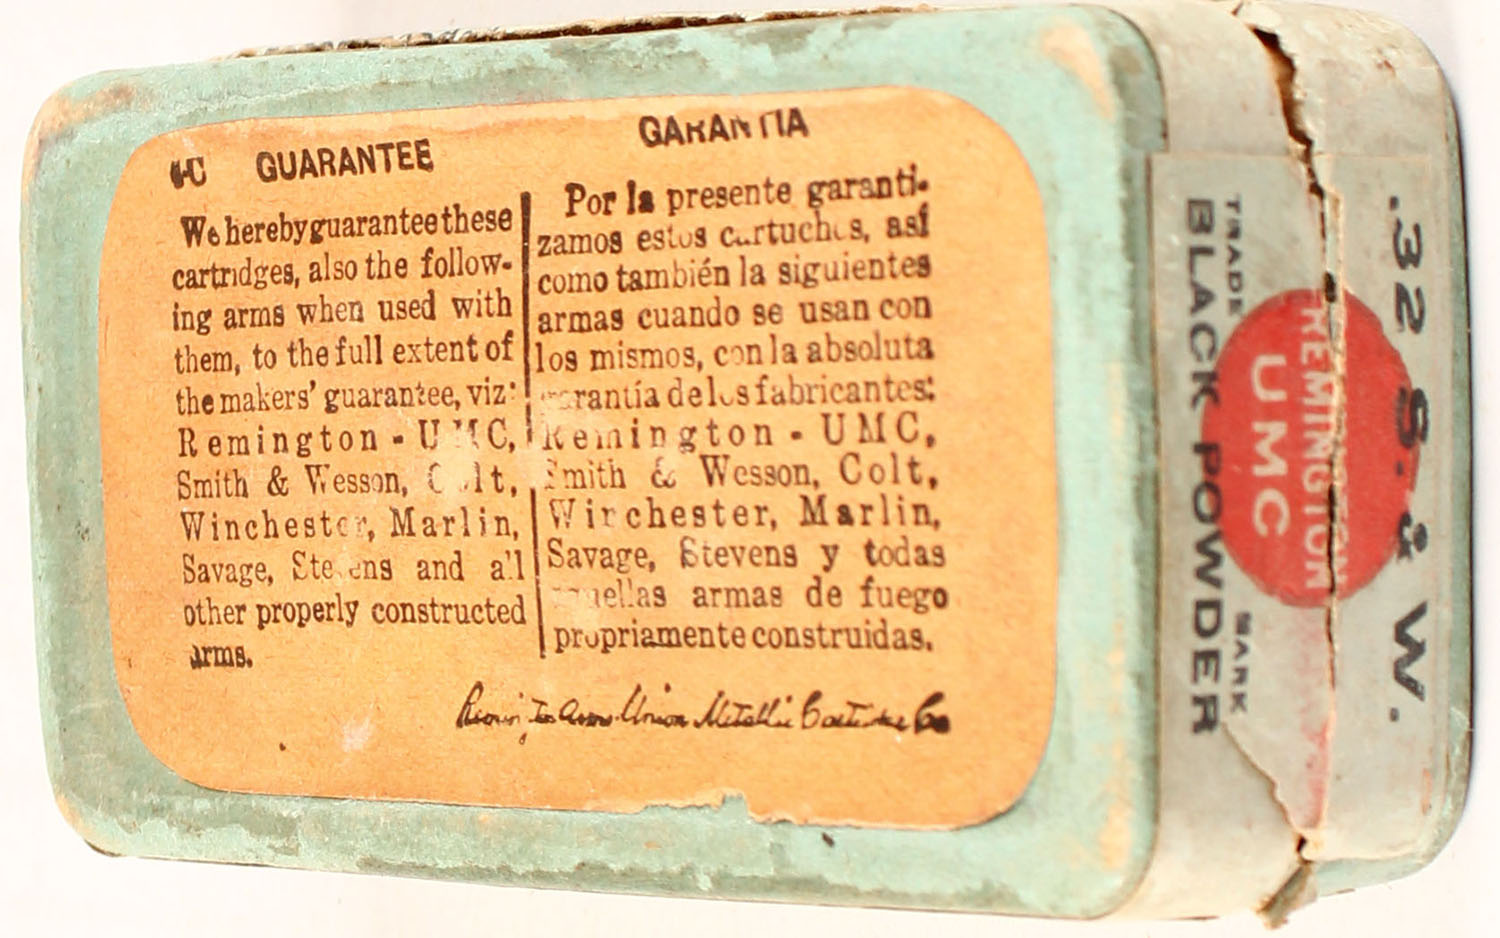 GUARANTEE
We hereby guarantee these
cartridges, also the follow-
ing arms when used with
them, to the full extent of
the makers' guarantee, viz:
Remington - UMC,
Smith & Wesson, Colt,
Winchester, Marlin,
Savage, Stevens and all
other properly constructed
arms.
GARANTIA
Por la presente garanti-
zamos estos cartuchos, así
como también la siguientes
armas cuando se usan con
los mismos, con la absoluta
garantía de los fabricantes:
Remington - UMC,
Smith & Wesson, Colt,
Winchester, Marlin,
Savage, Stevens y todas
aquellas armas de fuego
propriamente construidas.
Remington Arms Union Metallic Cartridge Co
.32 S. & W.
REMINGTON
UMC
TRADE MARK
BLACK POWDER